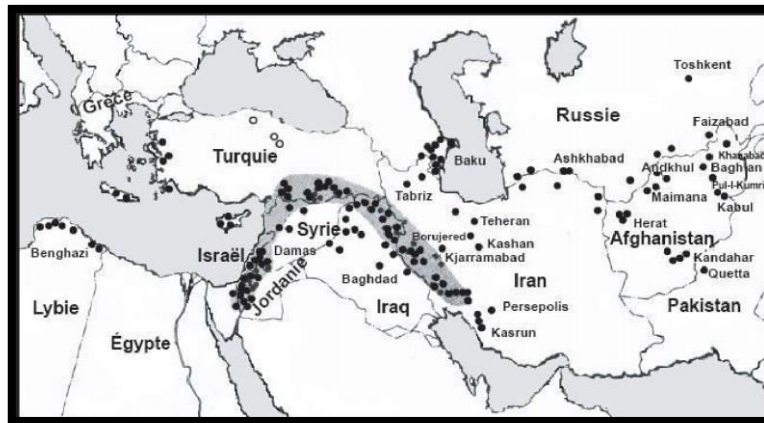 Toshkent
Grèce
Russie
Faizabad
Turquie
Baku
Ashkhabad
Andkhul
Khanabad
Baghlan
Tabriz
Maimana
Pul-I-Kumri
Kabul
Teheran
Herat
Syrie
Borujered
Kashan
Afghanistan
Israël
Damas
Kjarramabad
Kandahar
Benghazi
Jordanie
Baghdad
Iran
Quetta
Lybie
Iraq
Persepolis
Pakistan
Égypte
Kasrun